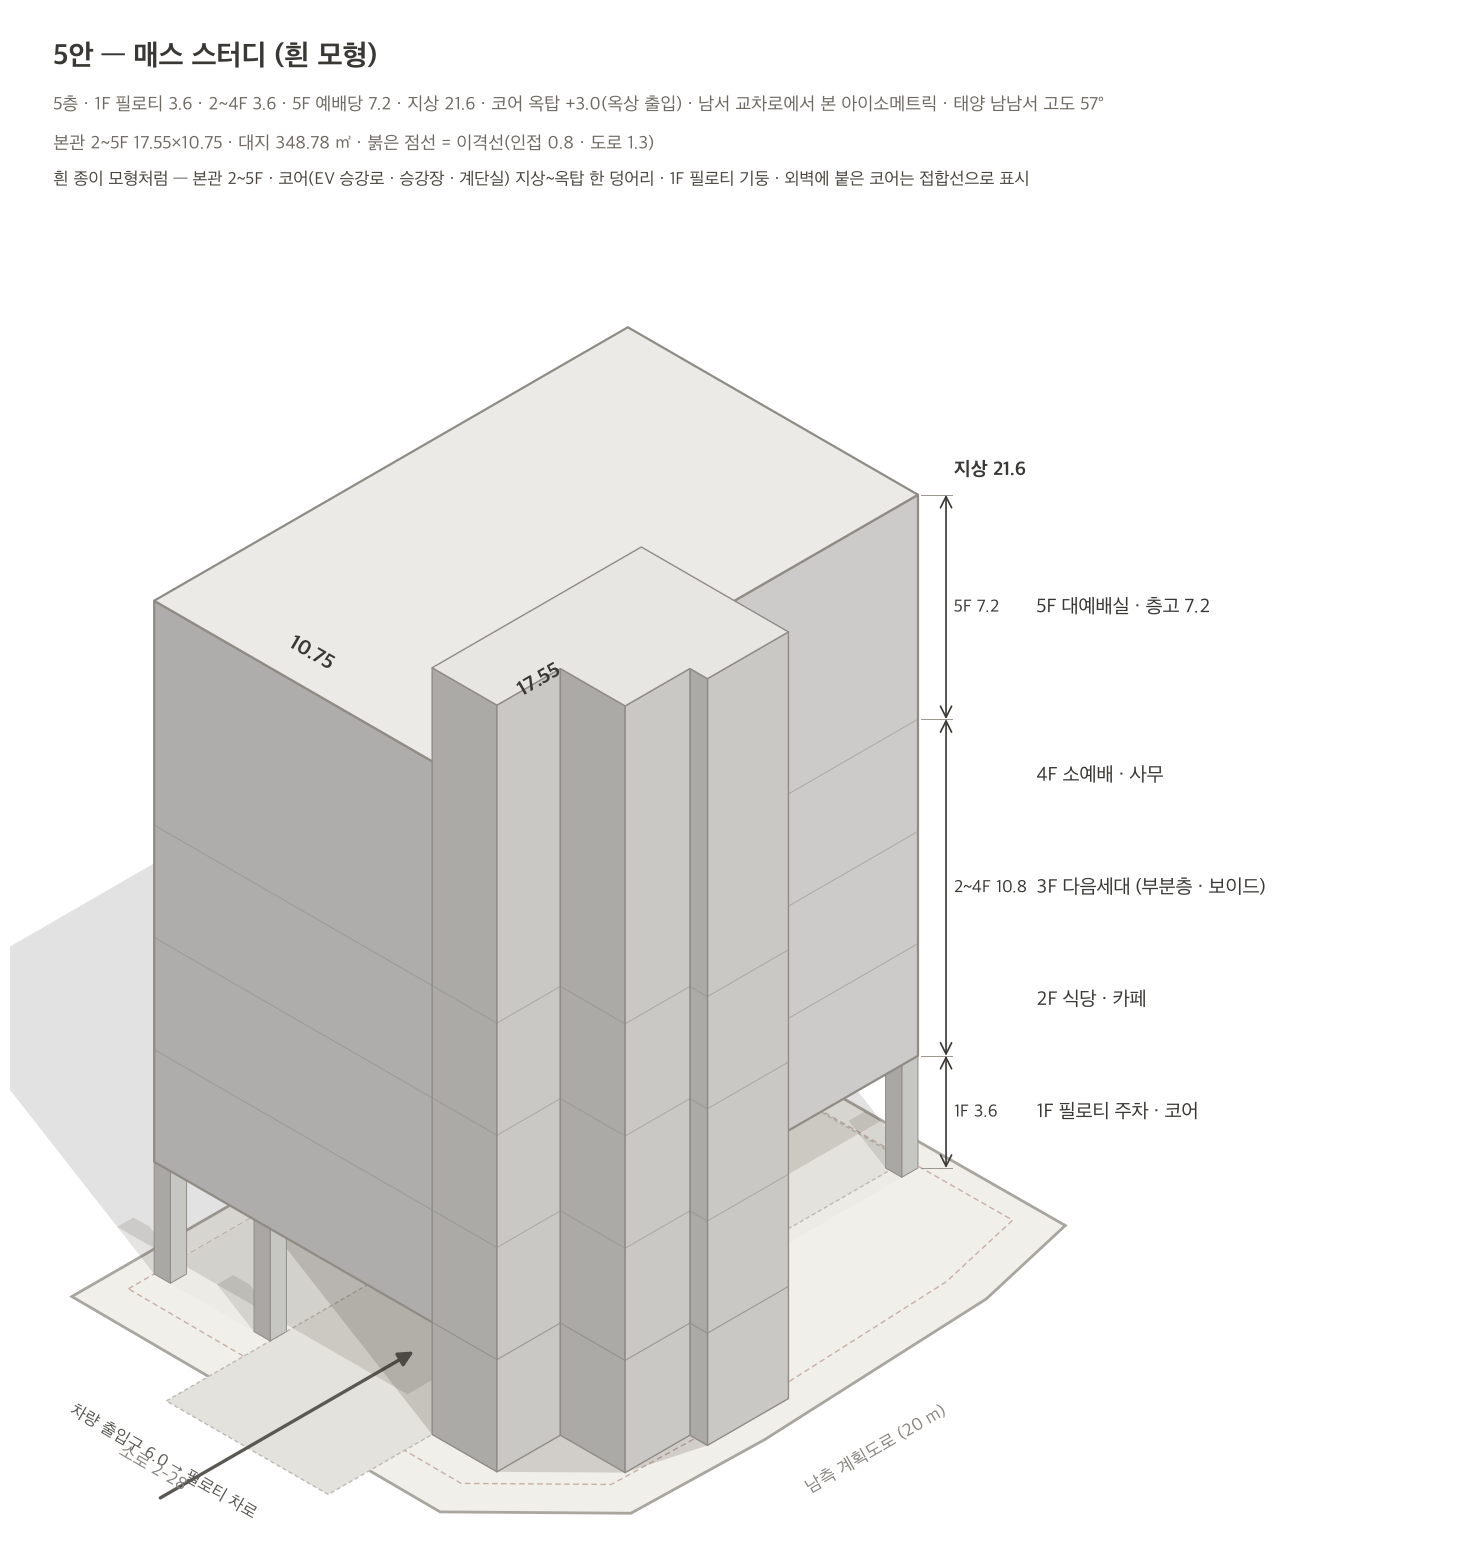 5안 — 매스 스터디 (흰 모형)
5층 · 1F 필로티 3.6 · 2~4F 3.6 · 5F 예배당 7.2 · 지상 21.6 · 코어 옥탑 +3.0(옥상 출입) · 남서 교차로에서 본 아이소메트릭 · 태양 남남서 고도 57°
본관 2~5F 17.55×10.75 · 대지 348.78 ㎡ · 붉은 점선 = 이격선(인접 0.8 · 도로 1.3)
흰 종이 모형처럼 — 본관 2~5F · 코어(EV 승강로 · 승강장 · 계단실) 지상~옥탑 한 덩어리 · 1F 필로티 기둥 · 외벽에 붙은 코어는 접합선으로 표시
지상 21.6
5F 7.2 5F 대예배실 · 층고 7.2
10.75
17.55
4F 소예배 · 사무
2~4F 10.8 3F 다음세대 (부분층 · 보이드)
2F 식당 · 카페
1F 3.6 1F 필로티 주차 · 코어
차량 출입구 6.0 → 필로티 차로
소로 2-28
남측 계획도로 (20 m)